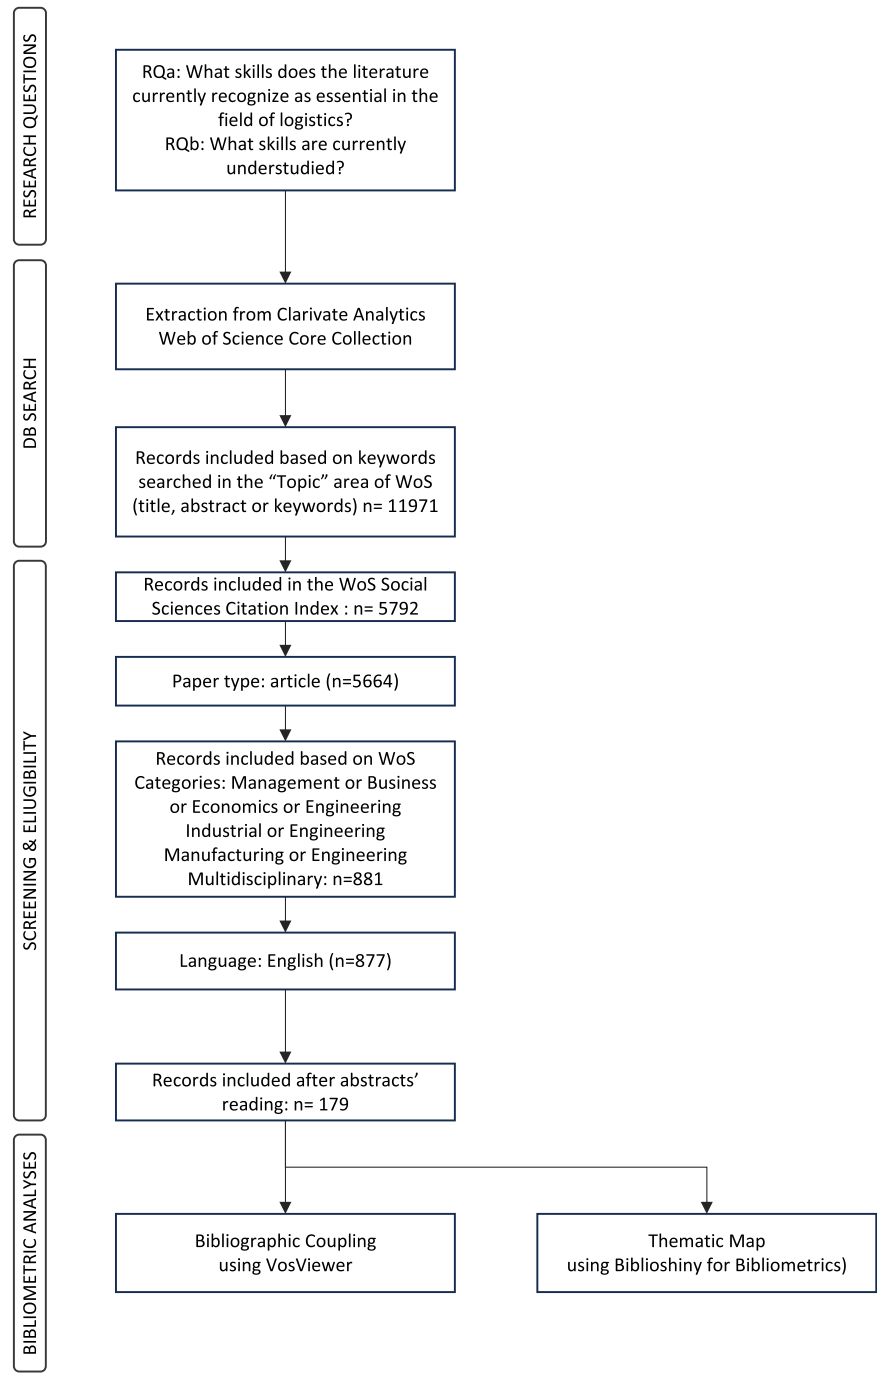 RESEARCH QUESTIONS
RQa: What skills does the literature
currently recognize as essential in the
field of logistics?
RQb: What skills are currently
understudied?
DB SEARCH
Extraction from Clarivate Analytics
Web of Science Core Collection
Records included based on keywords
searched in the “Topic” area of WoS
(title, abstract or keywords) n= 11971
SCREENING & ELIUGIBILITY
Records included in the WoS Social
Sciences Citation Index : n= 5792
Paper type: article (n=5664)
Records included based on WoS
Categories: Management or Business
or Economics or Engineering
Industrial or Engineering
Manufacturing or Engineering
Multidisciplinary: n=881
Language: English (n=877)
Records included after abstracts’
reading: n= 179
BIBLIOMETRIC ANALYSES
Bibliographic Coupling
using VosViewer
Thematic Map
using Biblioshiny for Bibliometrics)